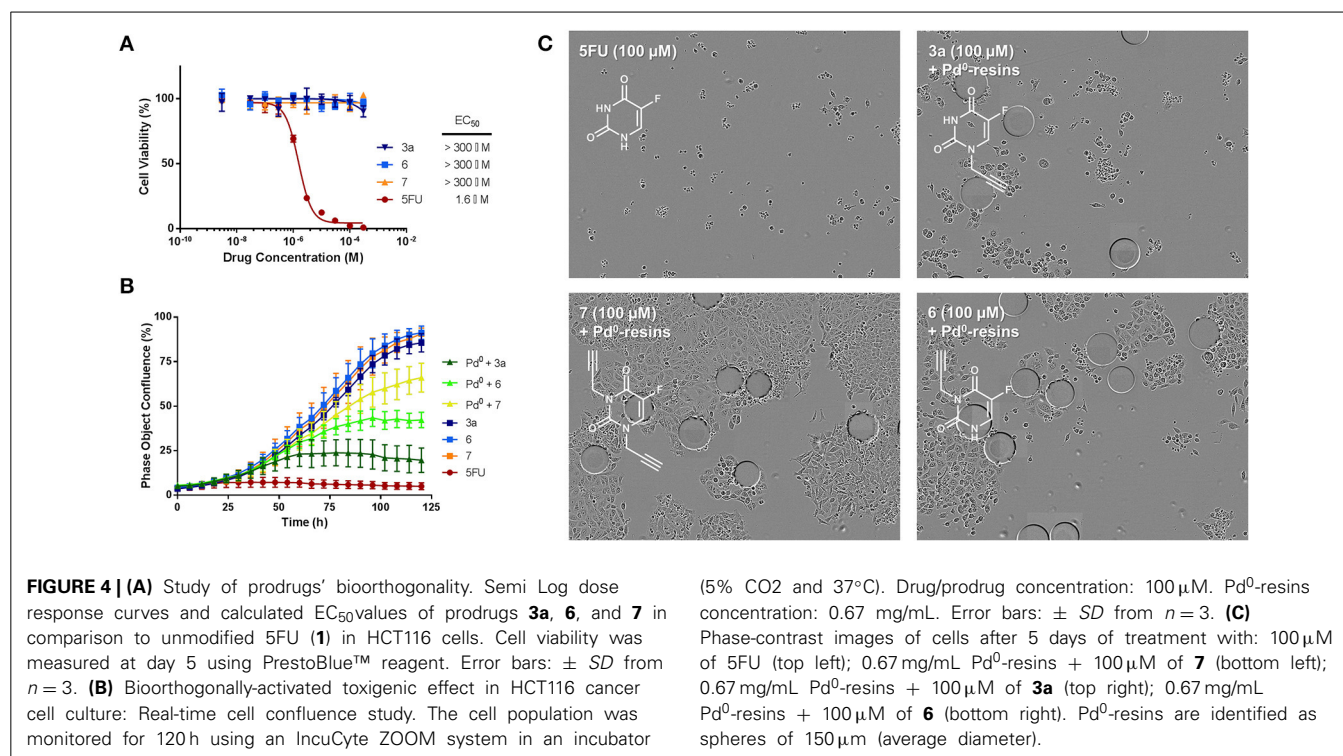 A
100
50
0
Cell Viability (%)
10-10
10-8
10-6
10-4
10-2
Drug Concentration (M)
EC50
3a > 300 ▯ M
6 > 300 ▯ M
7 > 300 ▯ M
5FU 1.6 ▯ M
B
100
75
50
25
0
Phase Object Confluence (%)
0 25 50 75 100 125
Time (h)
Pd0 + 3a
Pd0 + 6
Pd0 + 7
3a
6
7
5FU
C
5FU (100 µM)
O
F
HN
O
N
H
3a (100 µM)
+ Pd0-resins
O
F
HN
O
N
7 (100 µM)
+ Pd0-resins
O
F
N
O
N
6 (100 µM)
+ Pd0-resins
O
F
N
O
N
H
FIGURE 4 | (A) Study of prodrugs' bioorthogonality. Semi Log dose
response curves and calculated EC50values of prodrugs 3a, 6, and 7 in
comparison to unmodified 5FU (1) in HCT116 cells. Cell viability was
measured at day 5 using PrestoBlue™ reagent. Error bars: ± SD from
n = 3. (B) Bioorthogonally-activated toxigenic effect in HCT116 cancer
cell culture: Real-time cell confluence study. The cell population was
monitored for 120 h using an IncuCyte ZOOM system in an incubator
(5% CO2 and 37°C). Drug/prodrug concentration: 100 µM. Pd0-resins
concentration: 0.67 mg/mL. Error bars: ± SD from n = 3. (C)
Phase-contrast images of cells after 5 days of treatment with: 100 µM
of 5FU (top left); 0.67 mg/mL Pd0-resins + 100 µM of 7 (bottom left);
0.67 mg/mL Pd0-resins + 100 µM of 3a (top right); 0.67 mg/mL
Pd0-resins + 100 µM of 6 (bottom right). Pd0-resins are identified as
spheres of 150 µm (average diameter).